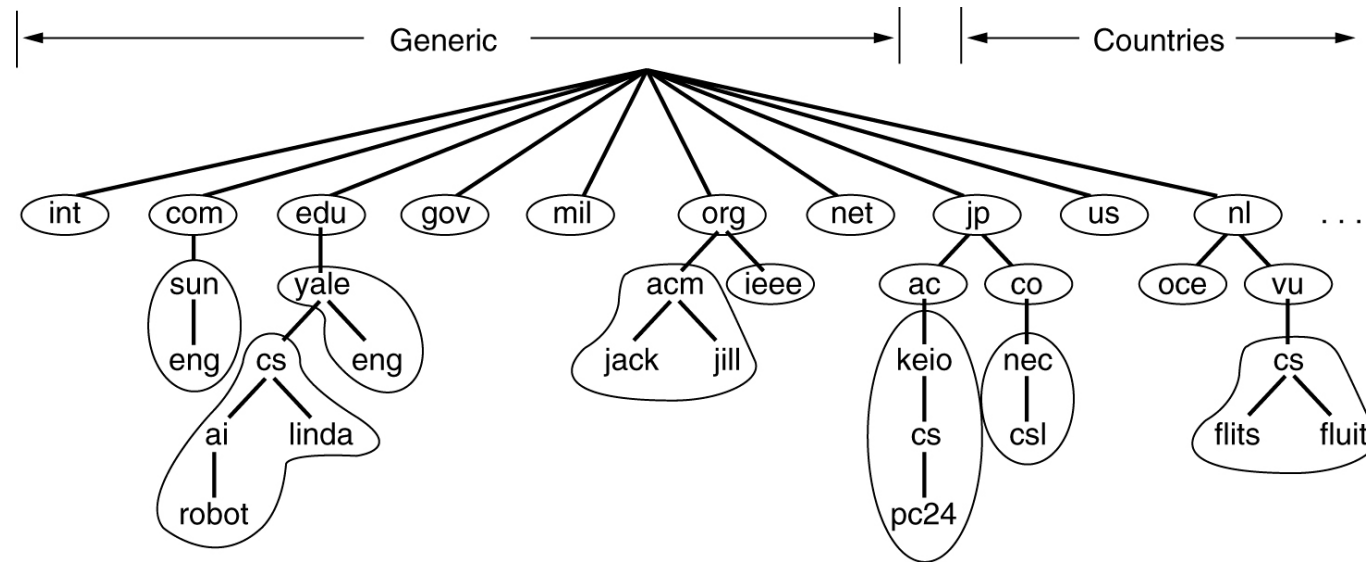 Generic Countries
int com edu gov mil org net jp us nl . . .
sun yale acm ieee ac co oce vu
eng cs eng jack jill keio nec cs
ai linda cs csl flits fluit
robot pc24